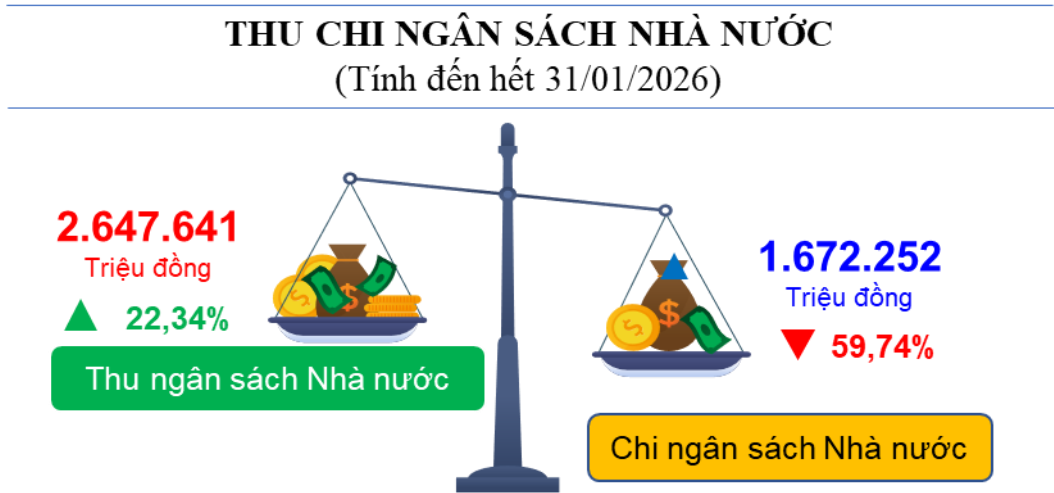 THU CHI NGÂN SÁCH NHÀ NƯỚC
(Tính đến hết 31/01/2026)
2.647.641
Triệu đồng
▲ 22,34%
Thu ngân sách Nhà nước
1.672.252
Triệu đồng
▼ 59,74%
Chi ngân sách Nhà nước